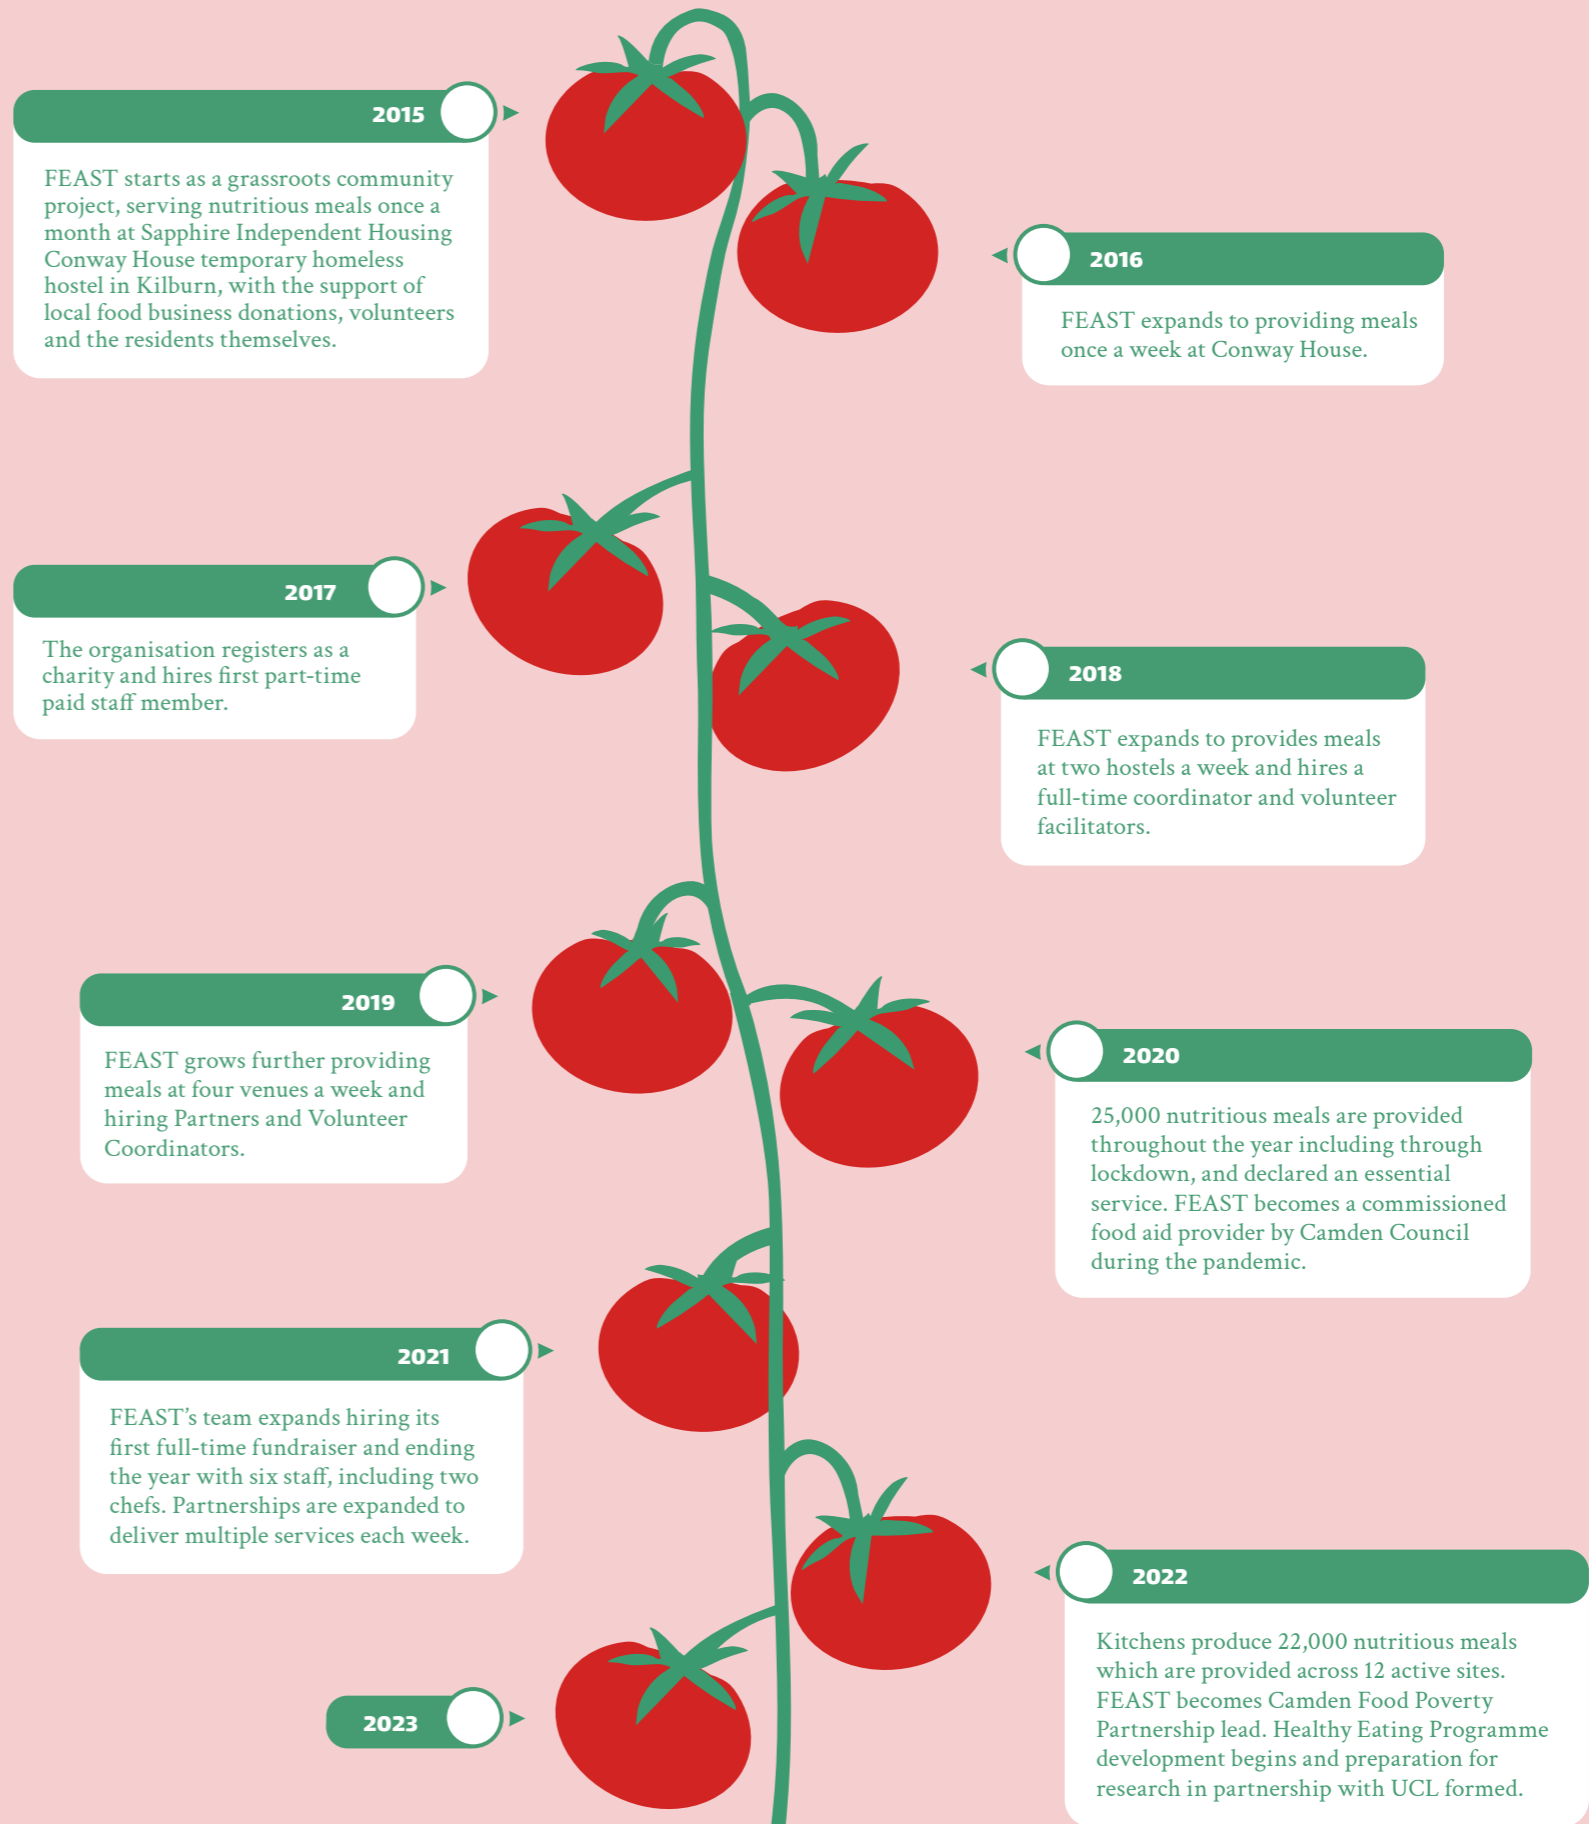 2015
FEAST starts as a grassroots community
project, serving nutritious meals once a
month at Sapphire Independent Housing
Conway House temporary homeless
hostel in Kilburn, with the support of
local food business donations, volunteers
and the residents themselves.
2016
FEAST expands to providing meals
once a week at Conway House.
2017
The organisation registers as a
charity and hires first part-time
paid staff member.
2018
FEAST expands to provides meals
at two hostels a week and hires a
full-time coordinator and volunteer
facilitators.
2019
FEAST grows further providing
meals at four venues a week and
hiring Partners and Volunteer
Coordinators.
2020
25,000 nutritious meals are provided
throughout the year including through
lockdown, and declared an essential
service. FEAST becomes a commissioned
food aid provider by Camden Council
during the pandemic.
2021
FEAST’s team expands hiring its
first full-time fundraiser and ending
the year with six staff, including two
chefs. Partnerships are expanded to
deliver multiple services each week.
2022
Kitchens produce 22,000 nutritious meals
which are provided across 12 active sites.
FEAST becomes Camden Food Poverty
Partnership lead. Healthy Eating Programme
development begins and preparation for
research in partnership with UCL formed.
2023